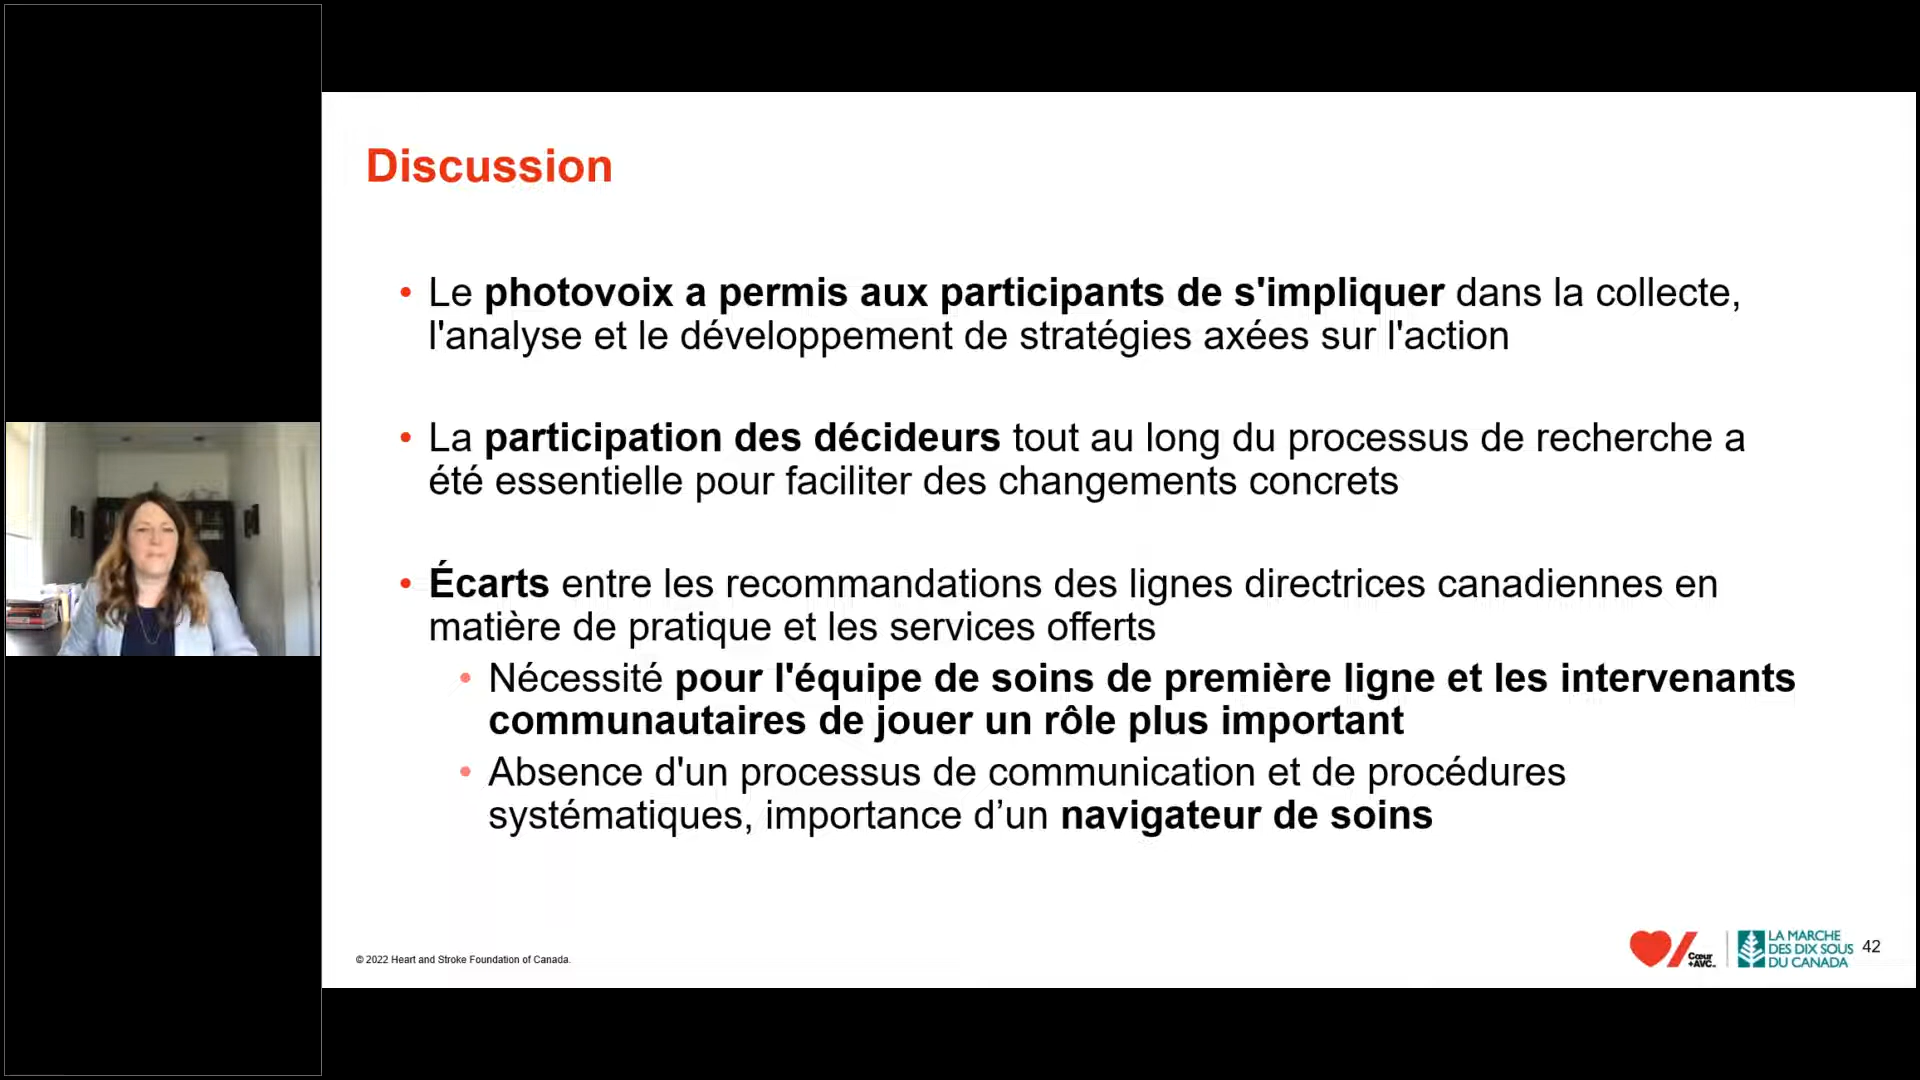 Discussion
• Le photovoix a permis aux participants de s'impliquer dans la collecte,
l'analyse et le développement de stratégies axées sur l'action
• La participation des décideurs tout au long du processus de recherche a
été essentielle pour faciliter des changements concrets
• Écarts entre les recommandations des lignes directrices canadiennes en
matière de pratique et les services offerts
• Nécessité pour l'équipe de soins de première ligne et les intervenants
communautaires de jouer un rôle plus important
• Absence d'un processus de communication et de procédures
systématiques, importance d’un navigateur de soins
© 2022 Heart and Stroke Foundation of Canada.
Cœur
+AVC™
LA MARCHE
DES DIX SOUS
DU CANADA
42